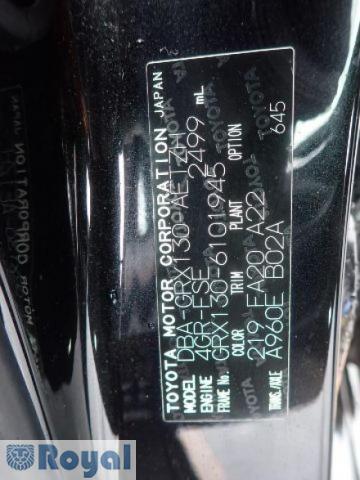 TOYOTA MOTOR CORPORATION JAPAN
MODEL DBA-GRX130-AETZH
ENGINE 4GR-FSE 2499 mL
FRAME No. GRX130-6101945
COLOR TRIM PLANT OPTION
219 FA20 A22 645
TRANS./AXLE A960E B02A
Royal